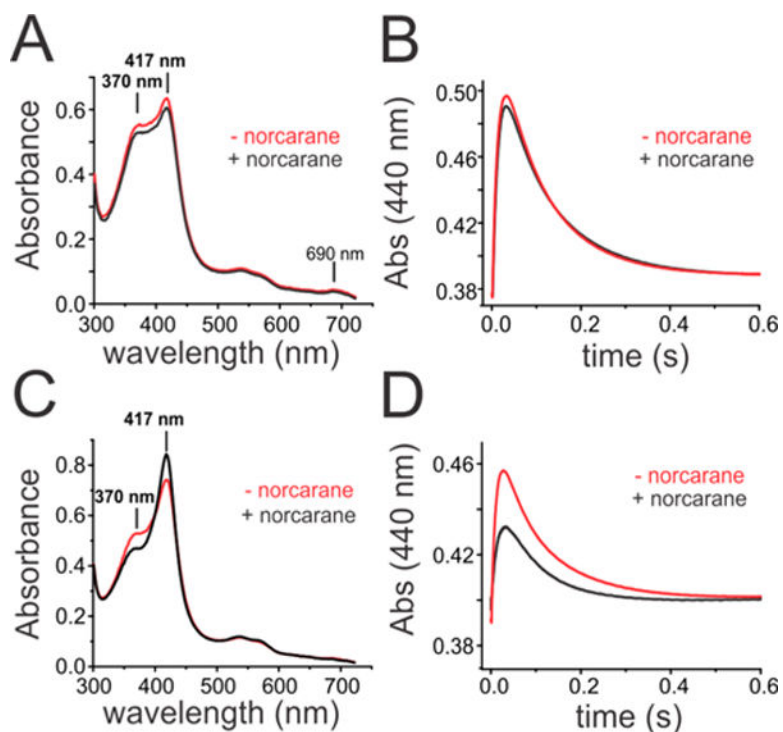 A
417 nm
370 nm
- norcarane
+ norcarane
690 nm
Absorbance
0.6
0.4
0.2
0.0
300 400 500 600 700
wavelength (nm)
B
0.50
0.46
0.42
0.38
Abs (440 nm)
- norcarane
+ norcarane
0.0 0.2 0.4 0.6
time (s)
C
417 nm
370 nm
- norcarane
+ norcarane
Absorbance
0.8
0.6
0.4
0.2
0.0
300 400 500 600 700
wavelength (nm)
D
0.46
0.42
0.38
Abs (440 nm)
- norcarane
+ norcarane
0.0 0.2 0.4 0.6
time (s)